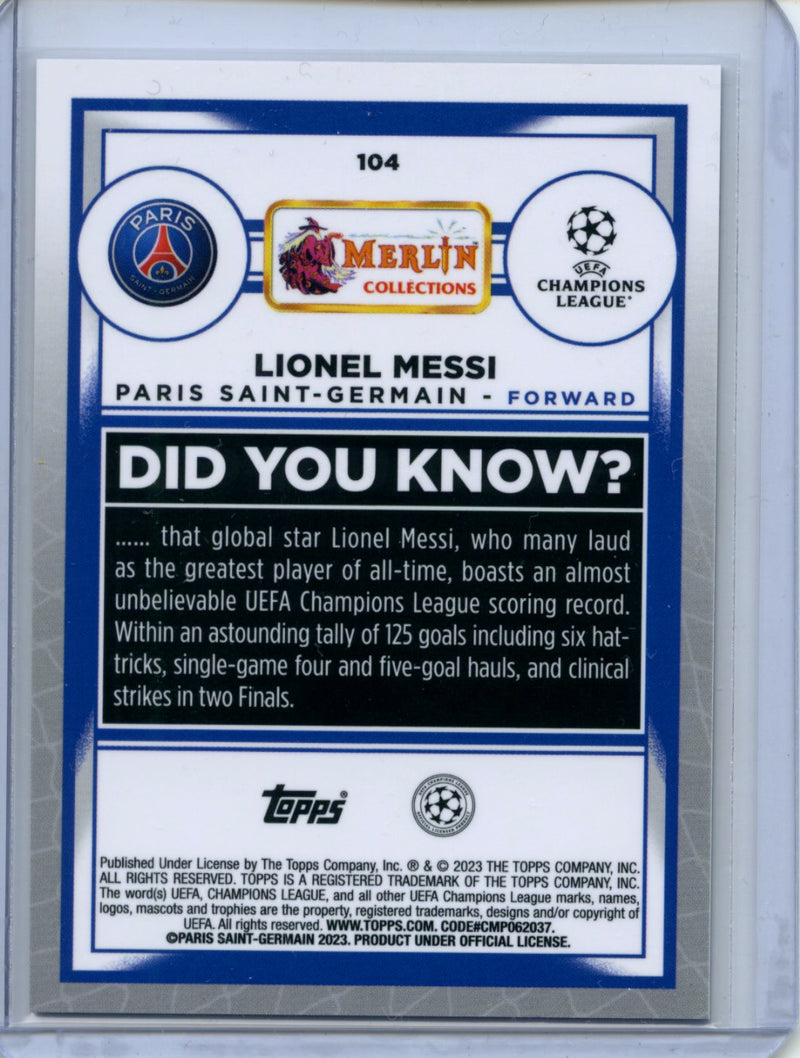 104
PARIS
SAINT-GERMAIN
MERLIN™
COLLECTIONS
UEFA
CHAMPIONS
LEAGUE®
LIONEL MESSI
PARIS SAINT-GERMAIN - FORWARD
DID YOU KNOW?
...... that global star Lionel Messi, who many laud
as the greatest player of all-time, boasts an almost
unbelievable UEFA Champions League scoring record.
Within an astounding tally of 125 goals including six hat-
tricks, single-game four and five-goal hauls, and clinical
strikes in two Finals.
topps®
UEFA CHAMPIONS LEAGUE
OFFICIAL LICENSED PRODUCT
Published Under License by The Topps Company, Inc. ® & © 2023 THE TOPPS COMPANY, INC.
ALL RIGHTS RESERVED. TOPPS IS A REGISTERED TRADEMARK OF THE TOPPS COMPANY, INC.
The word(s) UEFA, CHAMPIONS LEAGUE, and all other UEFA Champions League marks, names,
logos, mascots and trophies are the property, registered trademarks, designs and/or copyright of
UEFA. All rights reserved. WWW.TOPPS.COM. CODE#CMP062037.
©PARIS SAINT-GERMAIN 2023. PRODUCT UNDER OFFICIAL LICENSE.